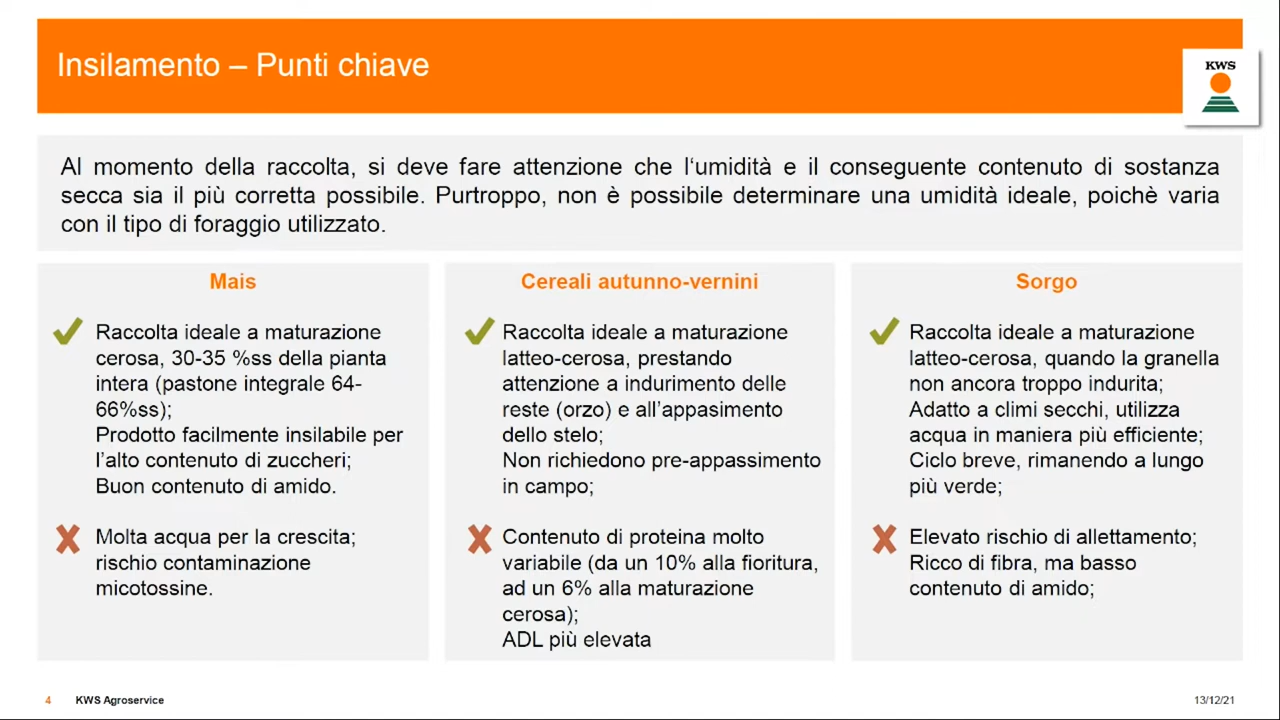 Insilamento – Punti chiave
KWS
Al momento della raccolta, si deve fare attenzione che l‘umidità e il conseguente contenuto di sostanza
secca sia il più corretta possibile. Purtroppo, non è possibile determinare una umidità ideale, poichè varia
con il tipo di foraggio utilizzato.
Mais
Raccolta ideale a maturazione
cerosa, 30-35 %ss della pianta
intera (pastone integrale 64-
66%ss);
Prodotto facilmente insilabile per
l’alto contenuto di zuccheri;
Buon contenuto di amido.
Molta acqua per la crescita;
rischio contaminazione
micotossine.
Cereali autunno-vernini
Raccolta ideale a maturazione
latteo-cerosa, prestando
attenzione a indurimento delle
reste (orzo) e all’appasimento
dello stelo;
Non richiedono pre-appassimento
in campo;
Contenuto di proteina molto
variabile (da un 10% alla fioritura,
ad un 6% alla maturazione
cerosa);
ADL più elevata
Sorgo
Raccolta ideale a maturazione
latteo-cerosa, quando la granella
non ancora troppo indurita;
Adatto a climi secchi, utilizza
acqua in maniera più efficiente;
Ciclo breve, rimanendo a lungo
più verde;
Elevato rischio di allettamento;
Ricco di fibra, ma basso
contenuto di amido;
4 KWS Agroservice
13/12/21